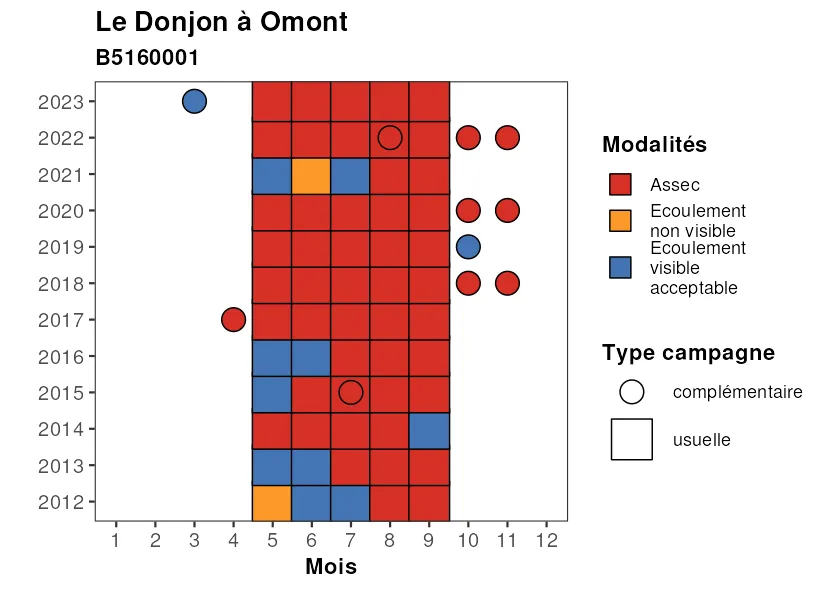 Le Donjon à Omont
B5160001
2023
2022
2021
2020
2019
2018
2017
2016
2015
2014
2013
2012
1 2 3 4 5 6 7 8 9 10 11 12
Mois
Modalités
Assec
Ecoulement
non visible
Ecoulement
visible
acceptable
Type campagne
complémentaire
usuelle